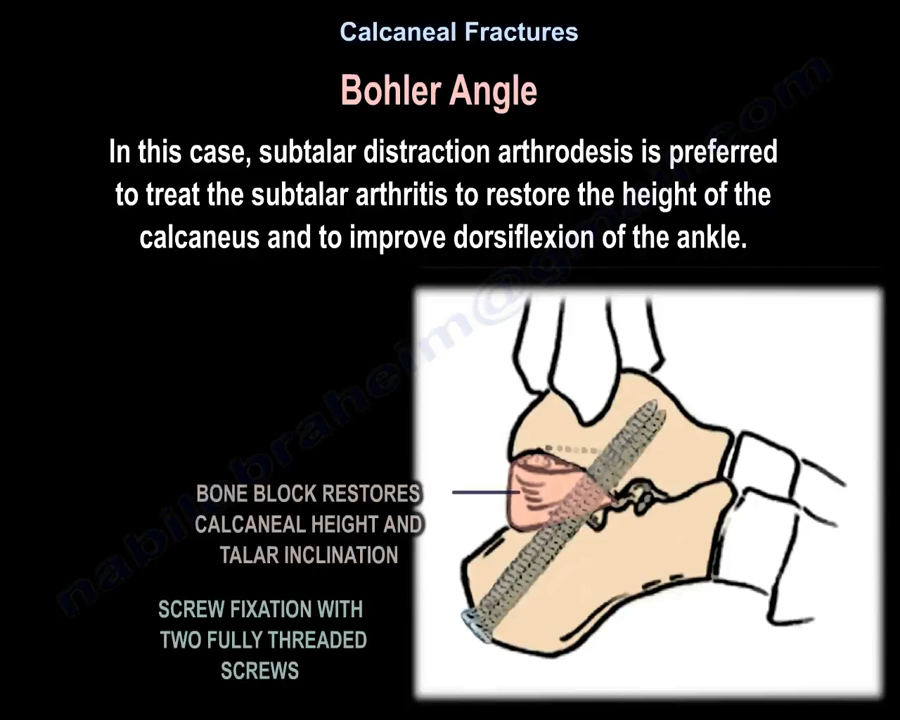 Calcaneal Fractures
Bohler Angle
In this case, subtalar distraction arthrodesis is preferred
to treat the subtalar arthritis to restore the height of the
calcaneus and to improve dorsiflexion of the ankle.
BONE BLOCK RESTORES
CALCANEAL HEIGHT AND
TALAR INCLINATION
SCREW FIXATION WITH
TWO FULLY THREADED
SCREWS